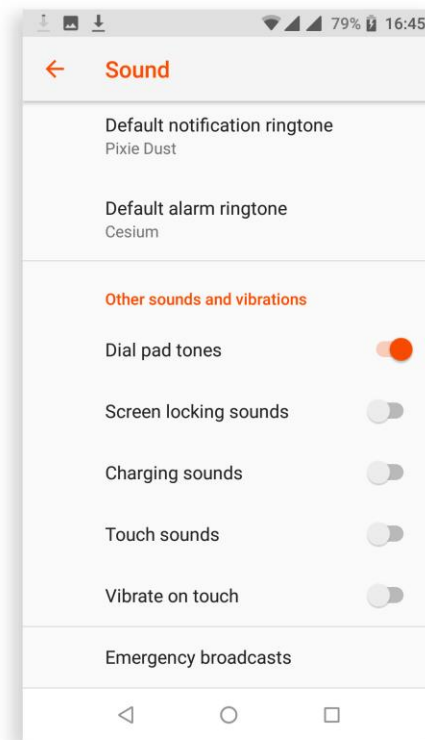 79% 16:45
Sound
Default notification ringtone
Pixie Dust
Default alarm ringtone
Cesium
Other sounds and vibrations
Dial pad tones
Screen locking sounds
Charging sounds
Touch sounds
Vibrate on touch
Emergency broadcasts